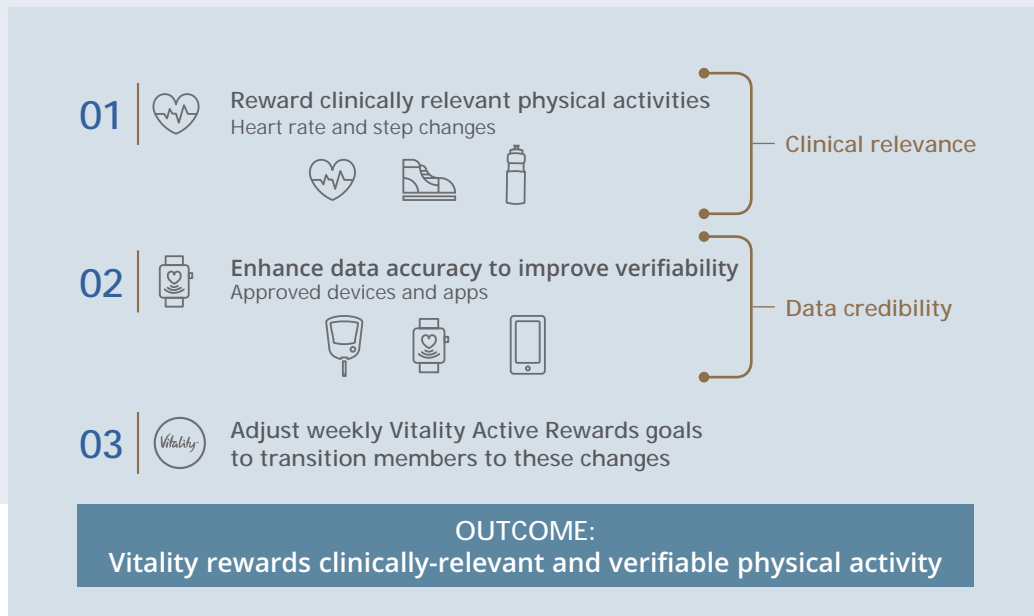 01
Reward clinically relevant physical activities
Heart rate and step changes
Clinical relevance
02
Enhance data accuracy to improve verifiability
Approved devices and apps
Data credibility
03
Vitality
Adjust weekly Vitality Active Rewards goals
to transition members to these changes
OUTCOME:
Vitality rewards clinically-relevant and verifiable physical activity